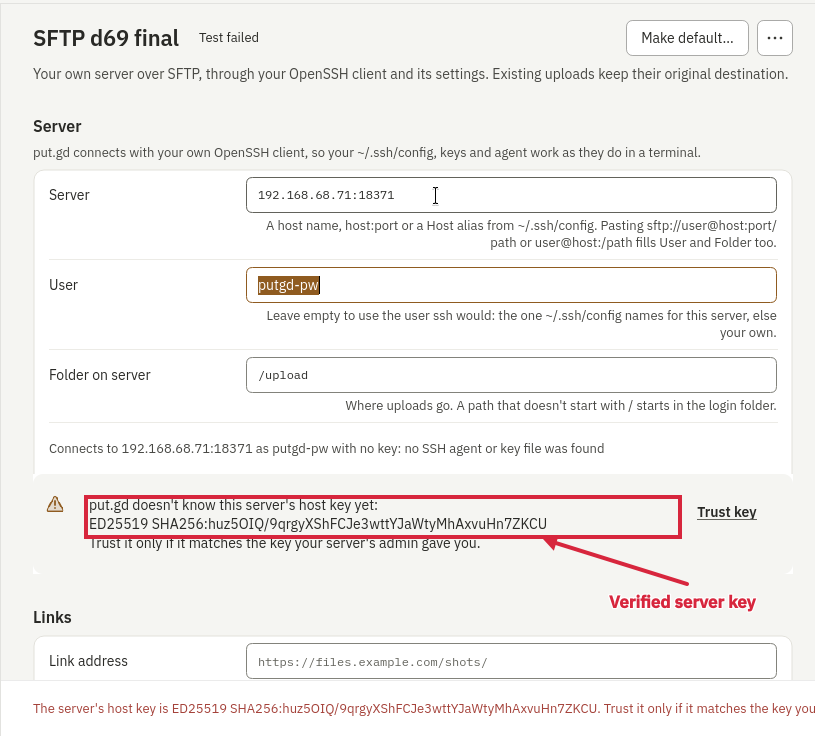 SFTP d69 final
Test failed
Make default...
...
Your own server over SFTP, through your OpenSSH client and its settings. Existing uploads keep their original destination.
Server
put.gd connects with your own OpenSSH client, so your ~/.ssh/config, keys and agent work as they do in a terminal.
Server
192.168.68.71:18371
A host name, host:port or a Host alias from ~/.ssh/config. Pasting sftp://user@host:port/
path or user@host:/path fills User and Folder too.
User
putgd-pw
Leave empty to use the user ssh would: the one ~/.ssh/config names for this server, else
your own.
Folder on server
/upload
Where uploads go. A path that doesn't start with / starts in the login folder.
Connects to 192.168.68.71:18371 as putgd-pw with no key: no SSH agent or key file was found
put.gd doesn't know this server's host key yet:
ED25519 SHA256:huz5OIQ/9qrgyXShFCJe3wttYJaWtyMhAxvuHn7ZKCU
Trust it only if it matches the key your server's admin gave you.
Trust key
Verified server key
Links
Link address
https://files.example.com/shots/
The server's host key is ED25519 SHA256:huz5OIQ/9qrgyXShFCJe3wttYJaWtyMhAxvuHn7ZKCU. Trust it only if it matches the key you